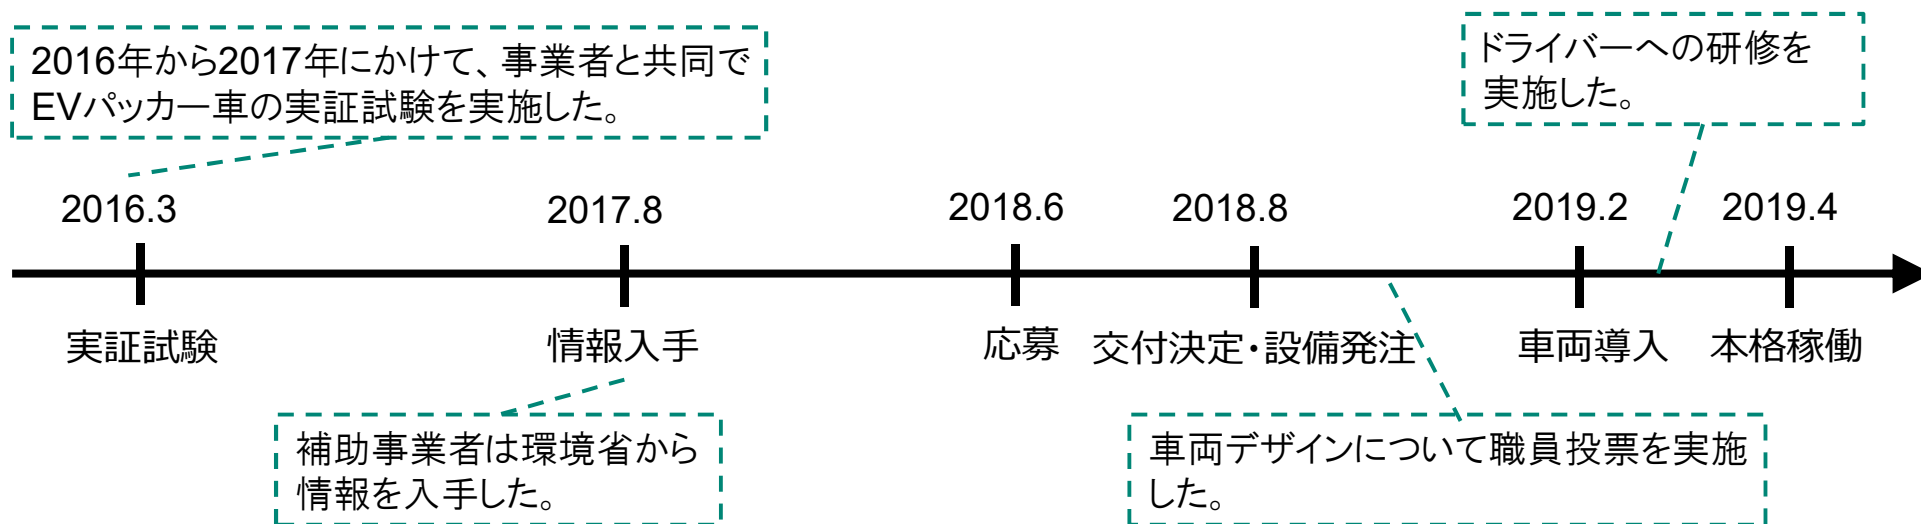 2016年から2017年にかけて、事業者と共同で
EVパッカー車の実証試験を実施した。
ドライバーへの研修を
実施した。
2016.3
2017.8
2018.6
2018.8
2019.2
2019.4
実証試験
情報入手
応募
交付決定・設備発注
車両導入
本格稼働
補助事業者は環境省から
情報を入手した。
車両デザインについて職員投票を実施
した。